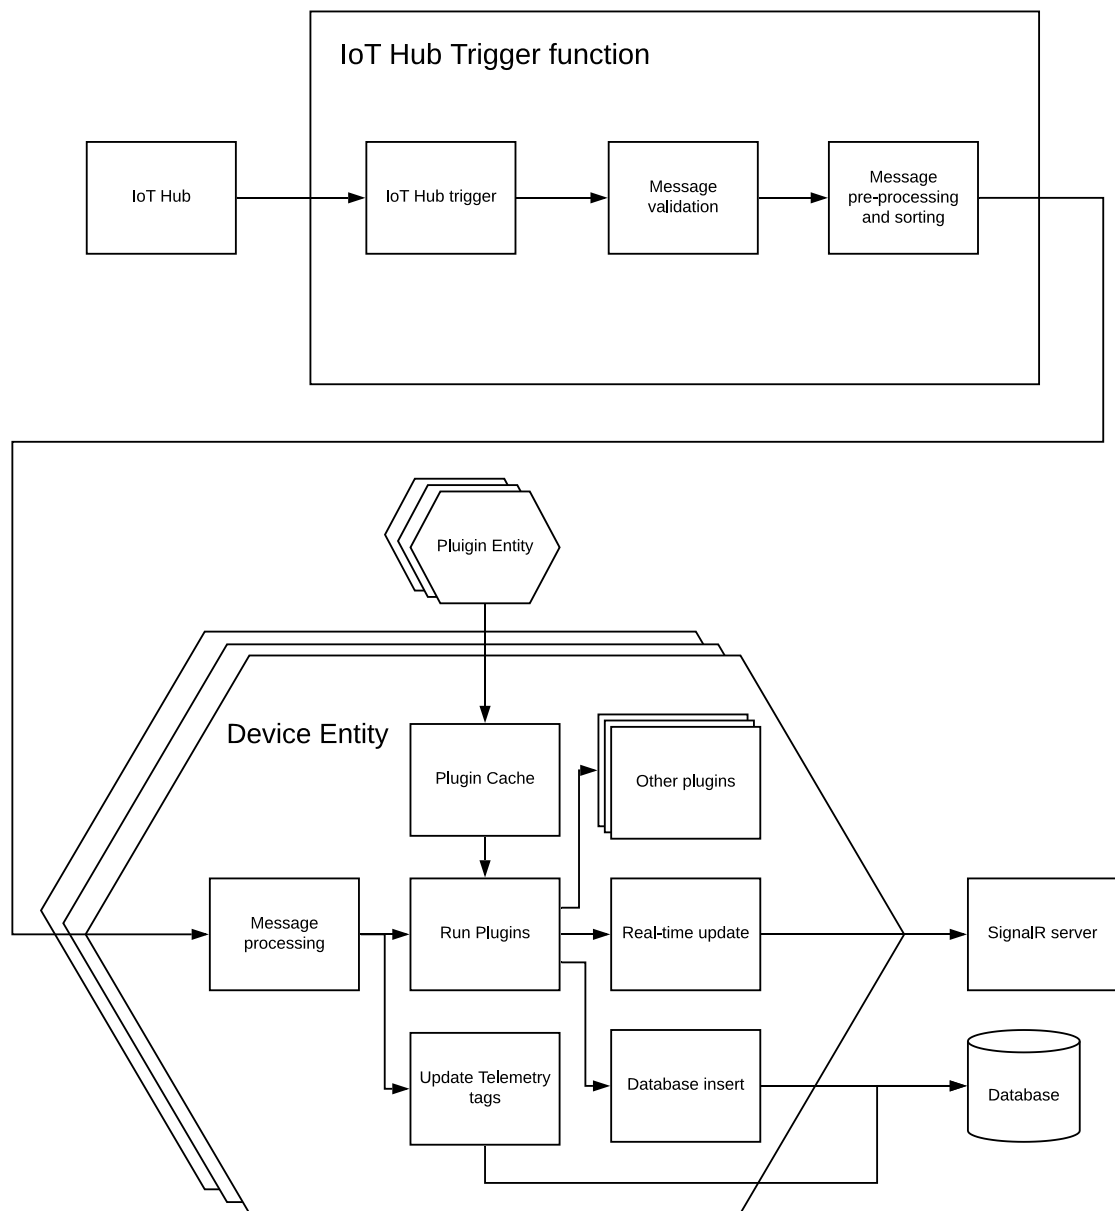 IoT Hub Trigger function
IoT Hub
IoT Hub trigger
Message
validation
Message
pre-processing
and sorting
Pluigin Entity
Device Entity
Plugin Cache
Other plugins
Message
processing
Run Plugins
Real-time update
SignalR server
Update Telemetry
tags
Database insert
Database